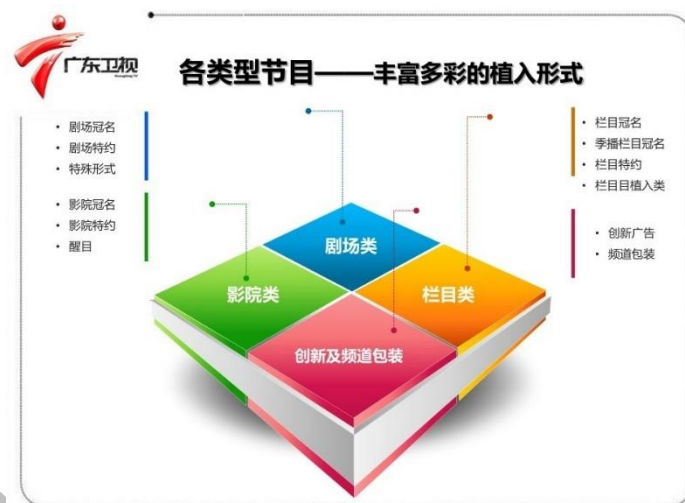 广东卫视
各类型节目——丰富多彩的植入形式
• 剧场冠名
• 剧场特约
• 特殊形式
• 影院冠名
• 影院特约
• 醒目
• 栏目冠名
• 季播栏目冠名
• 栏目特约
• 栏目目植入类
• 创新广告
• 频道包装
剧场类
影院类
栏目类
创新及频道包装